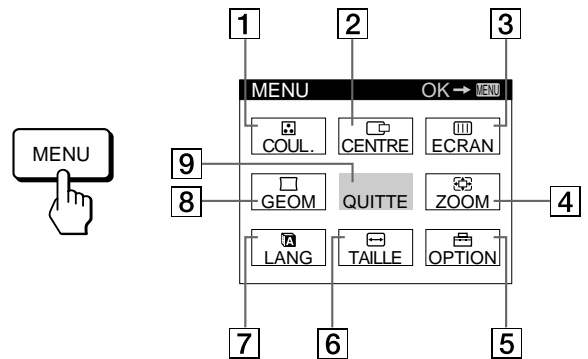 1 2 3
MENU OK→ MENU
COUL. CENTRE ECRAN
MENU
9
8 GEOM QUITTE ZOOM 4
LANG TAILLE OPTION
7 6 5